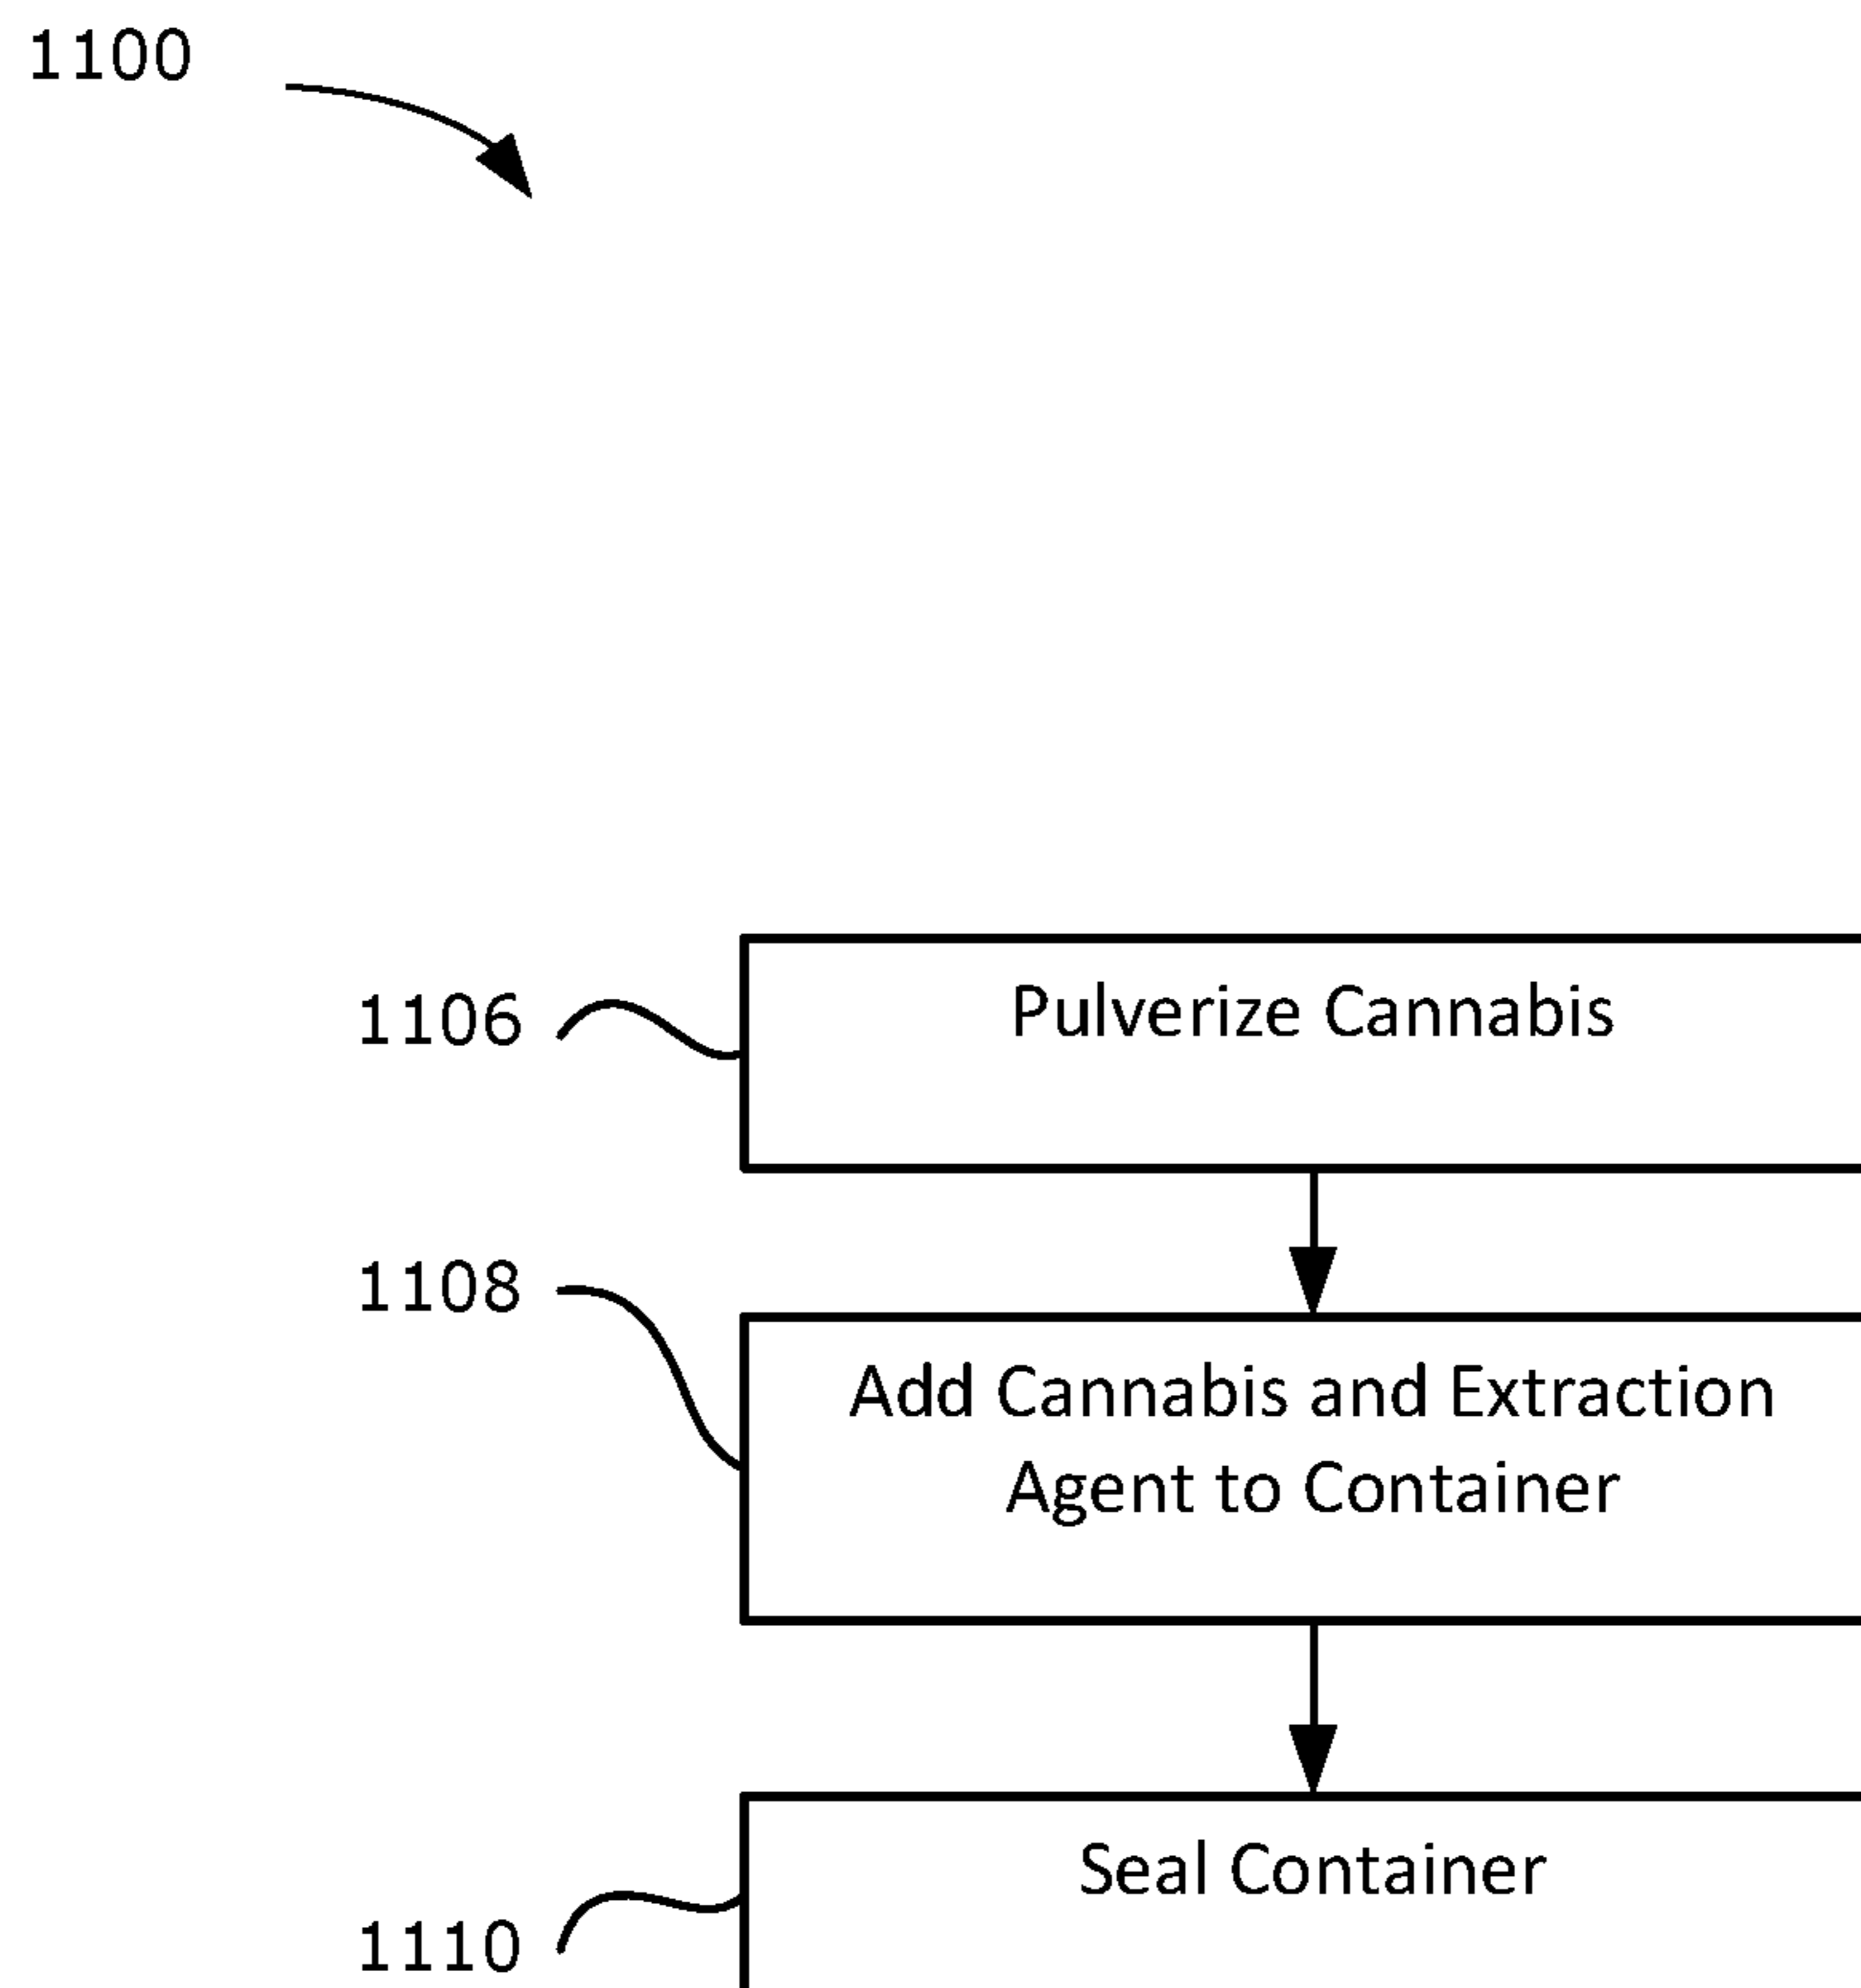 1100
1106
Pulverize Cannabis
1108
Add Cannabis and Extraction
Agent to Container
Seal Container
1110